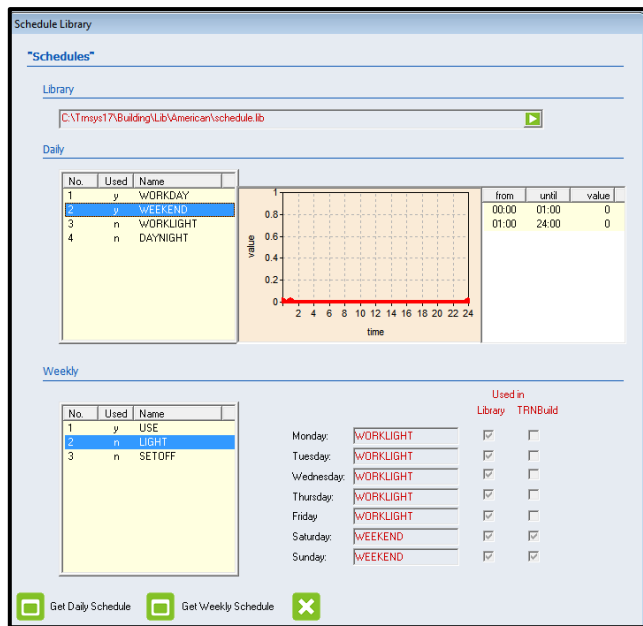 Schedule Library
"Schedules"
Library
C:\Trnsys17\Building\Lib\American\schedule.lib
Daily
No. Used Name
1 y WORKDAY
2 y WEEKEND
3 n WORKLIGHT
4 n DAYNIGHT
1
0.8
0.6
0.4
0.2
0
value
2 4 6 8 10 12 14 16 18 20 22 24
time
from until value
00:00 01:00 0
01:00 24:00 0
Weekly
No. Used Name
1 y USE
2 n LIGHT
3 n SETOFF
Used in
Library TRNBuild
Monday: WORKLIGHT
Tuesday: WORKLIGHT
Wednesday: WORKLIGHT
Thursday: WORKLIGHT
Friday WORKLIGHT
Saturday: WEEKEND
Sunday: WEEKEND
Get Daily Schedule Get Weekly Schedule